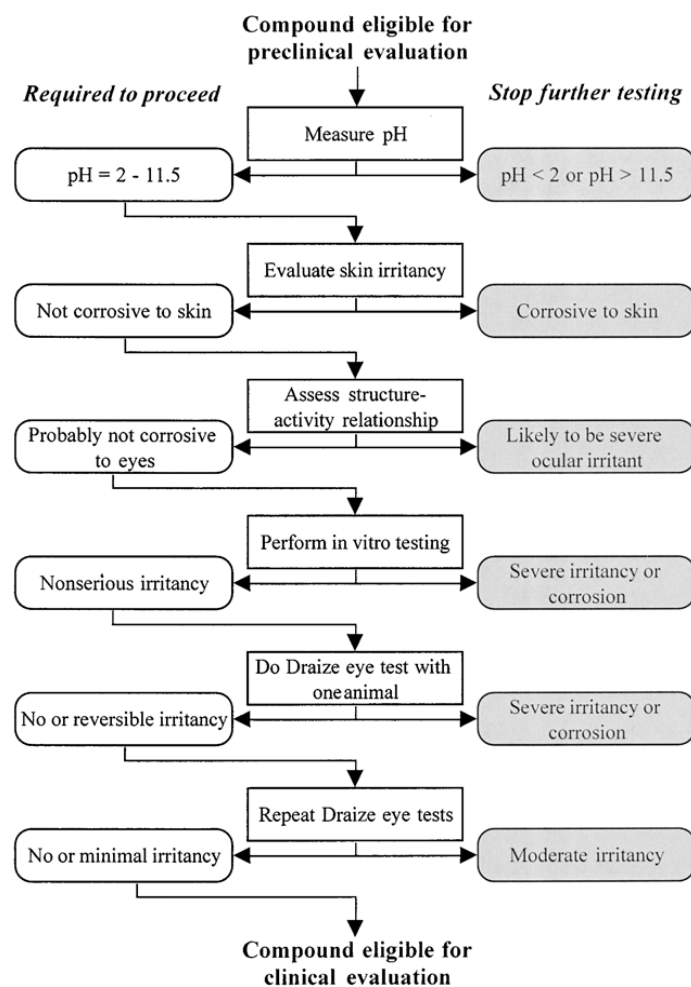 Compound eligible for
preclinical evaluation
Required to proceed
Stop further testing
Measure pH
pH = 2 - 11.5
pH < 2 or pH > 11.5
Evaluate skin irritancy
Not corrosive to skin
Corrosive to skin
Assess structure-
activity relationship
Probably not corrosive
to eyes
Likely to be severe
ocular irritant
Perform in vitro testing
Nonserious irritancy
Severe irritancy or
corrosion
Do Draize eye test with
one animal
No or reversible irritancy
Severe irritancy or
corrosion
Repeat Draize eye tests
No or minimal irritancy
Moderate irritancy
Compound eligible for
clinical evaluation